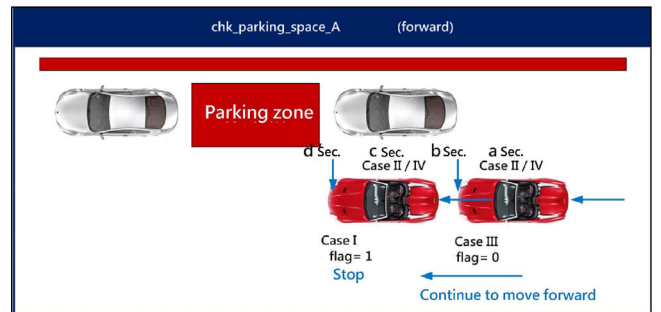 chk_parking_space_A (forward)
Parking zone
d Sec. c Sec. b Sec. a Sec.
Case II / IV Case II / IV
Case I Case III
flag= 1 flag= 0
Stop
Continue to move forward